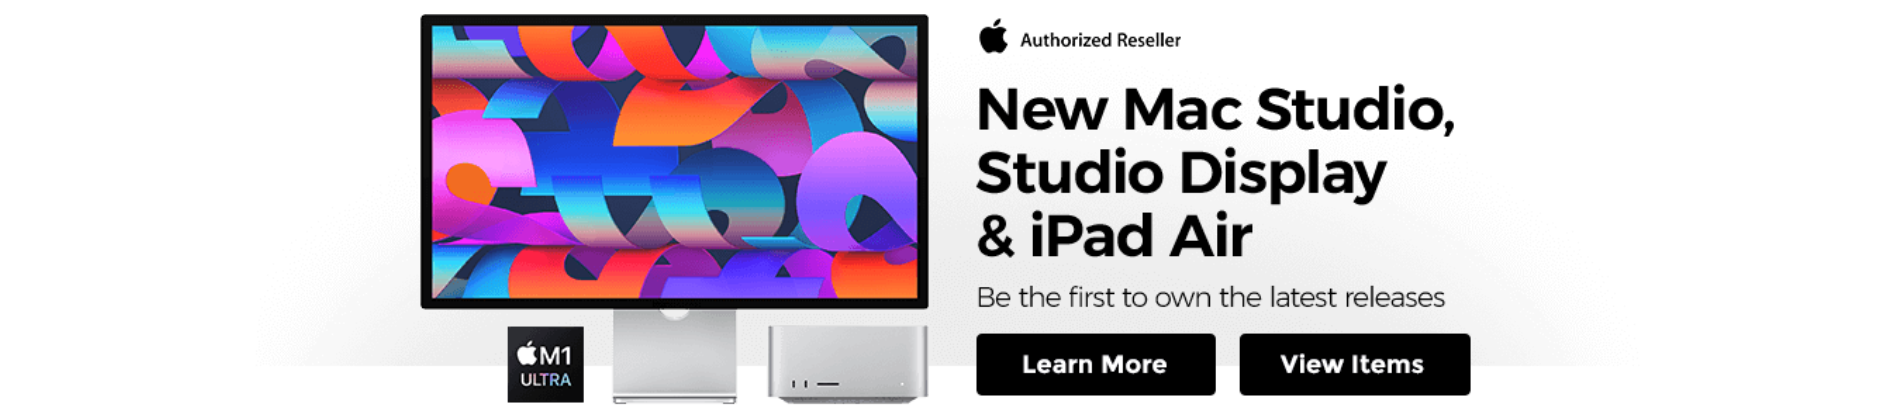 Authorized Reseller
New Mac Studio,
Studio Display
& iPad Air
Be the first to own the latest releases
Learn More
View Items
M1
ULTRA